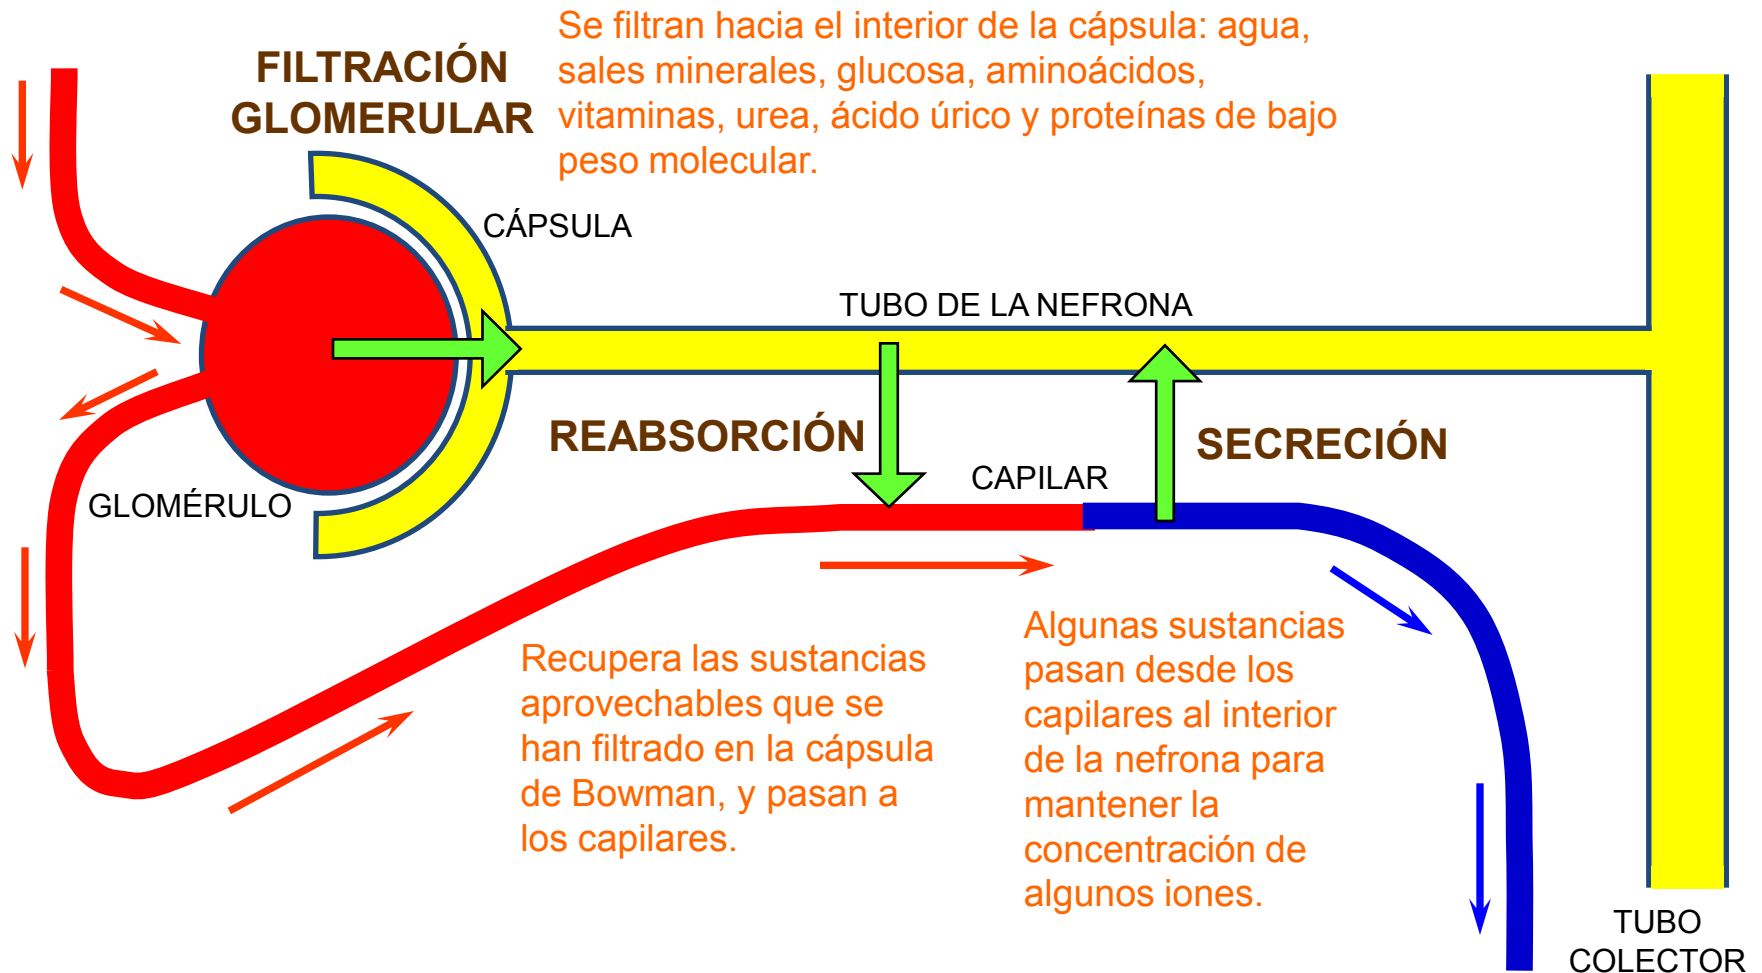 FILTRACIÓN
GLOMERULAR
Se filtran hacia el interior de la cápsula: agua,
sales minerales, glucosa, aminoácidos,
vitaminas, urea, ácido úrico y proteínas de bajo
peso molecular.
CÁPSULA
TUBO DE LA NEFRONA
REABSORCIÓN
SECRECIÓN
CAPILAR
GLOMÉRULO
Recupera las sustancias
aprovechables que se
han filtrado en la cápsula
de Bowman, y pasan a
los capilares.
Algunas sustancias
pasan desde los
capilares al interior
de la nefrona para
mantener la
concentración de
algunos iones.
TUBO
COLECTOR